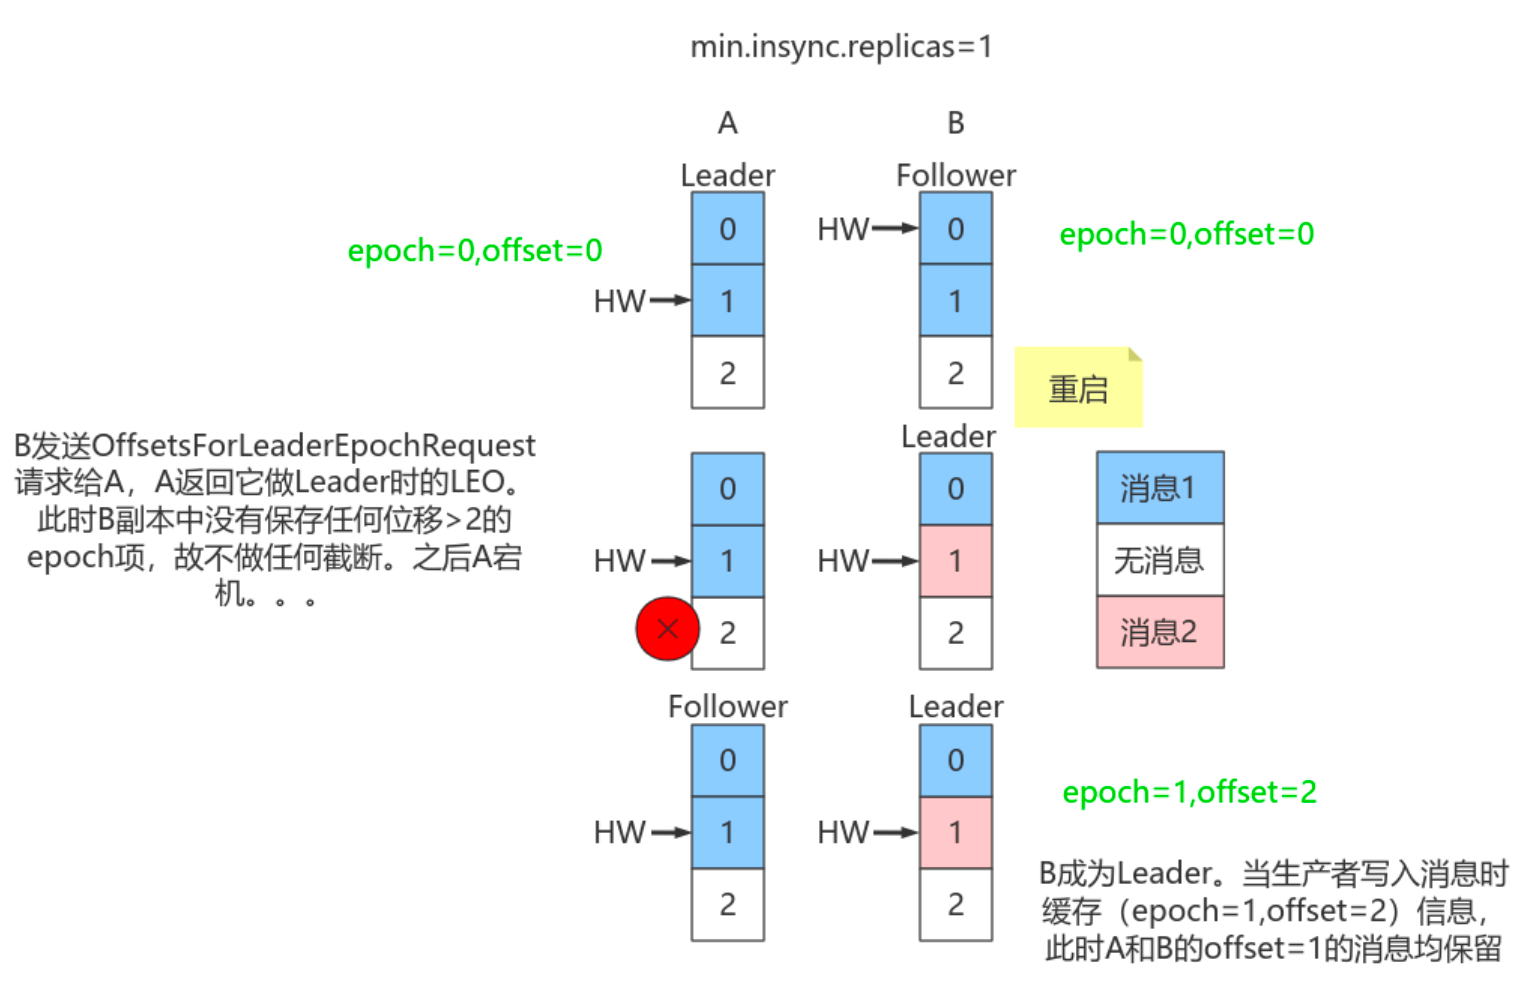 min.insync.replicas=1
A
B
Leader
Follower
0
HW
0
epoch=0,offset=0
epoch=0,offset=0
HW
1
1
2
2
重启
B发送OffsetsForLeaderEpochRequest
请求给A，A返回它做Leader时的LEO。
此时B副本中没有保存任何位移>2的
epoch项，故不做任何截断。之后A宕
机。。。
Leader
0
0
消息1
HW
1
HW
1
无消息
2
2
消息2
Follower
Leader
0
0
epoch=1,offset=2
HW
1
HW
1
2
2
B成为Leader。当生产者写入消息时
缓存（epoch=1,offset=2）信息，
此时A和B的offset=1的消息均保留